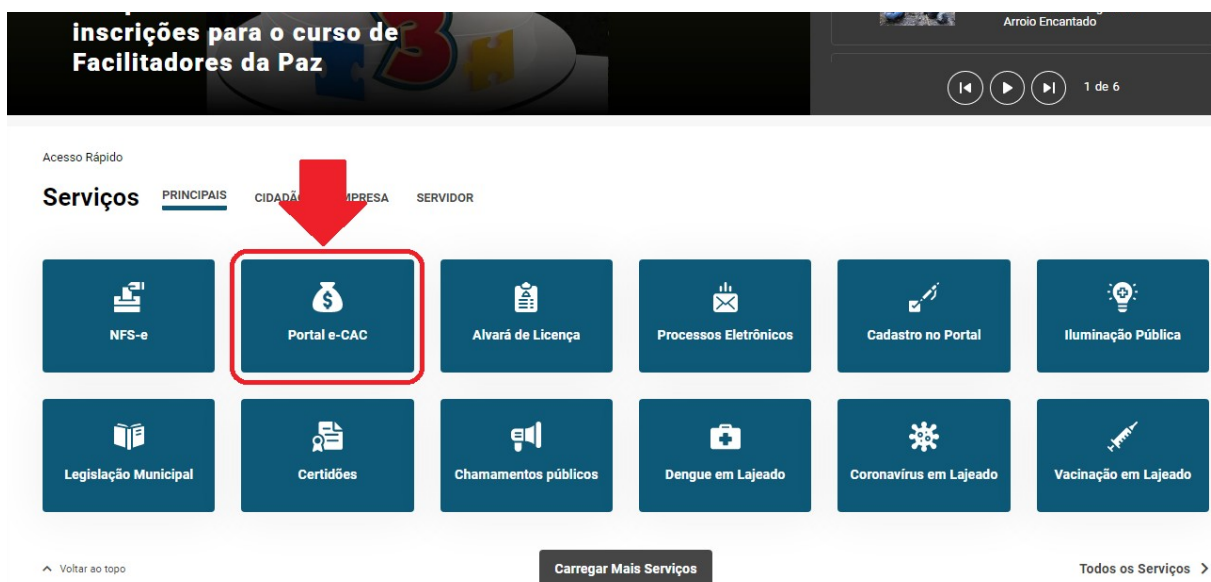 inscrições para o curso de
Facilitadores da Paz
Arroio Encantado
1 de 6
Acesso Rápido
Serviços PRINCIPAIS SERVIDOR
NFS-e
Portal e-CAC
Alvará de Licença
Processos Eletrônicos
Cadastro no Portal
Iluminação Pública
Legislação Municipal
Certidões
Chamamentos públicos
Dengue em Lajeado
Coronavírus em Lajeado
Vacinação em Lajeado
Voltar ao topo
Carregar Mais Serviços
Todos os Serviços